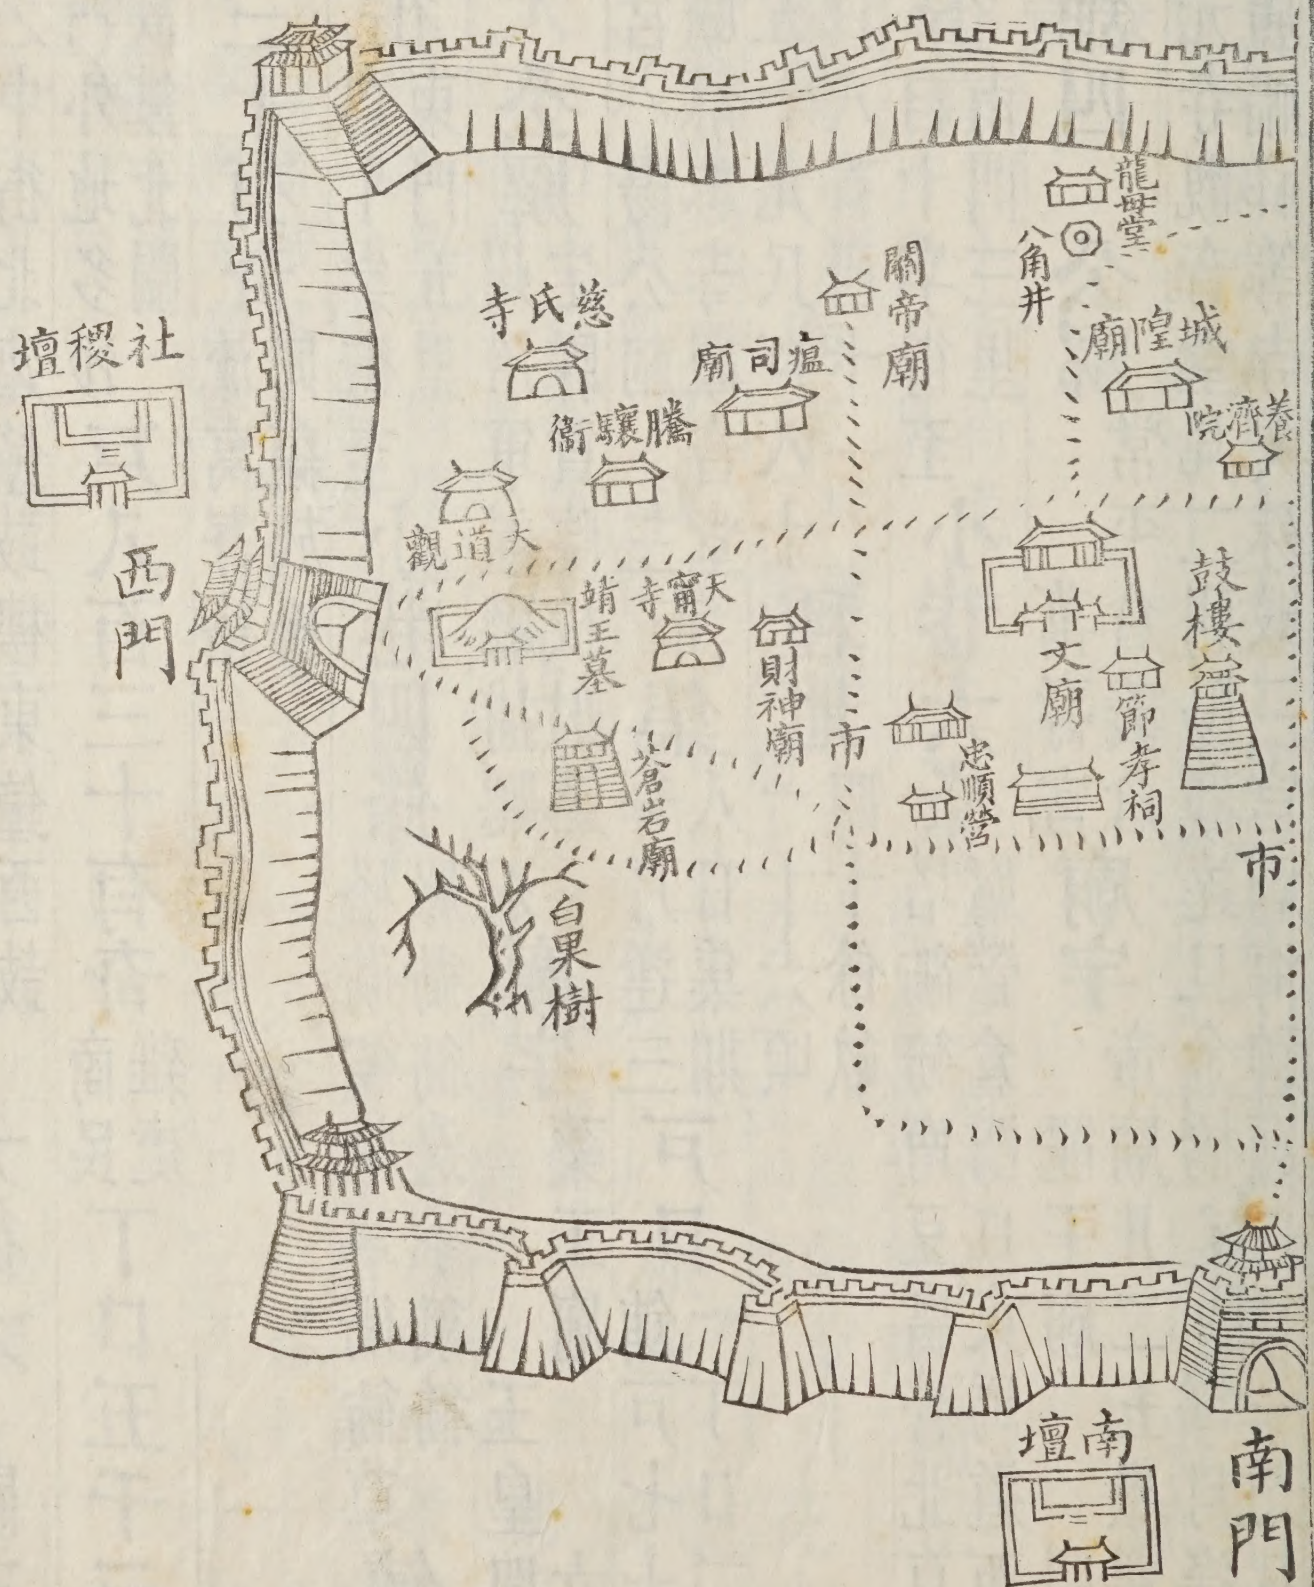 龍母堂
八角井
關帝廟
城隍廟
養濟院
慈氏寺
瘟司廟
騰驤衞
社稷壇
西門
大道觀
靖王墓
天甯寺
財神廟
文廟
節孝祠
鼓樓
市
忠順營
蒼岩廟
市
白果樹
南壇
南門